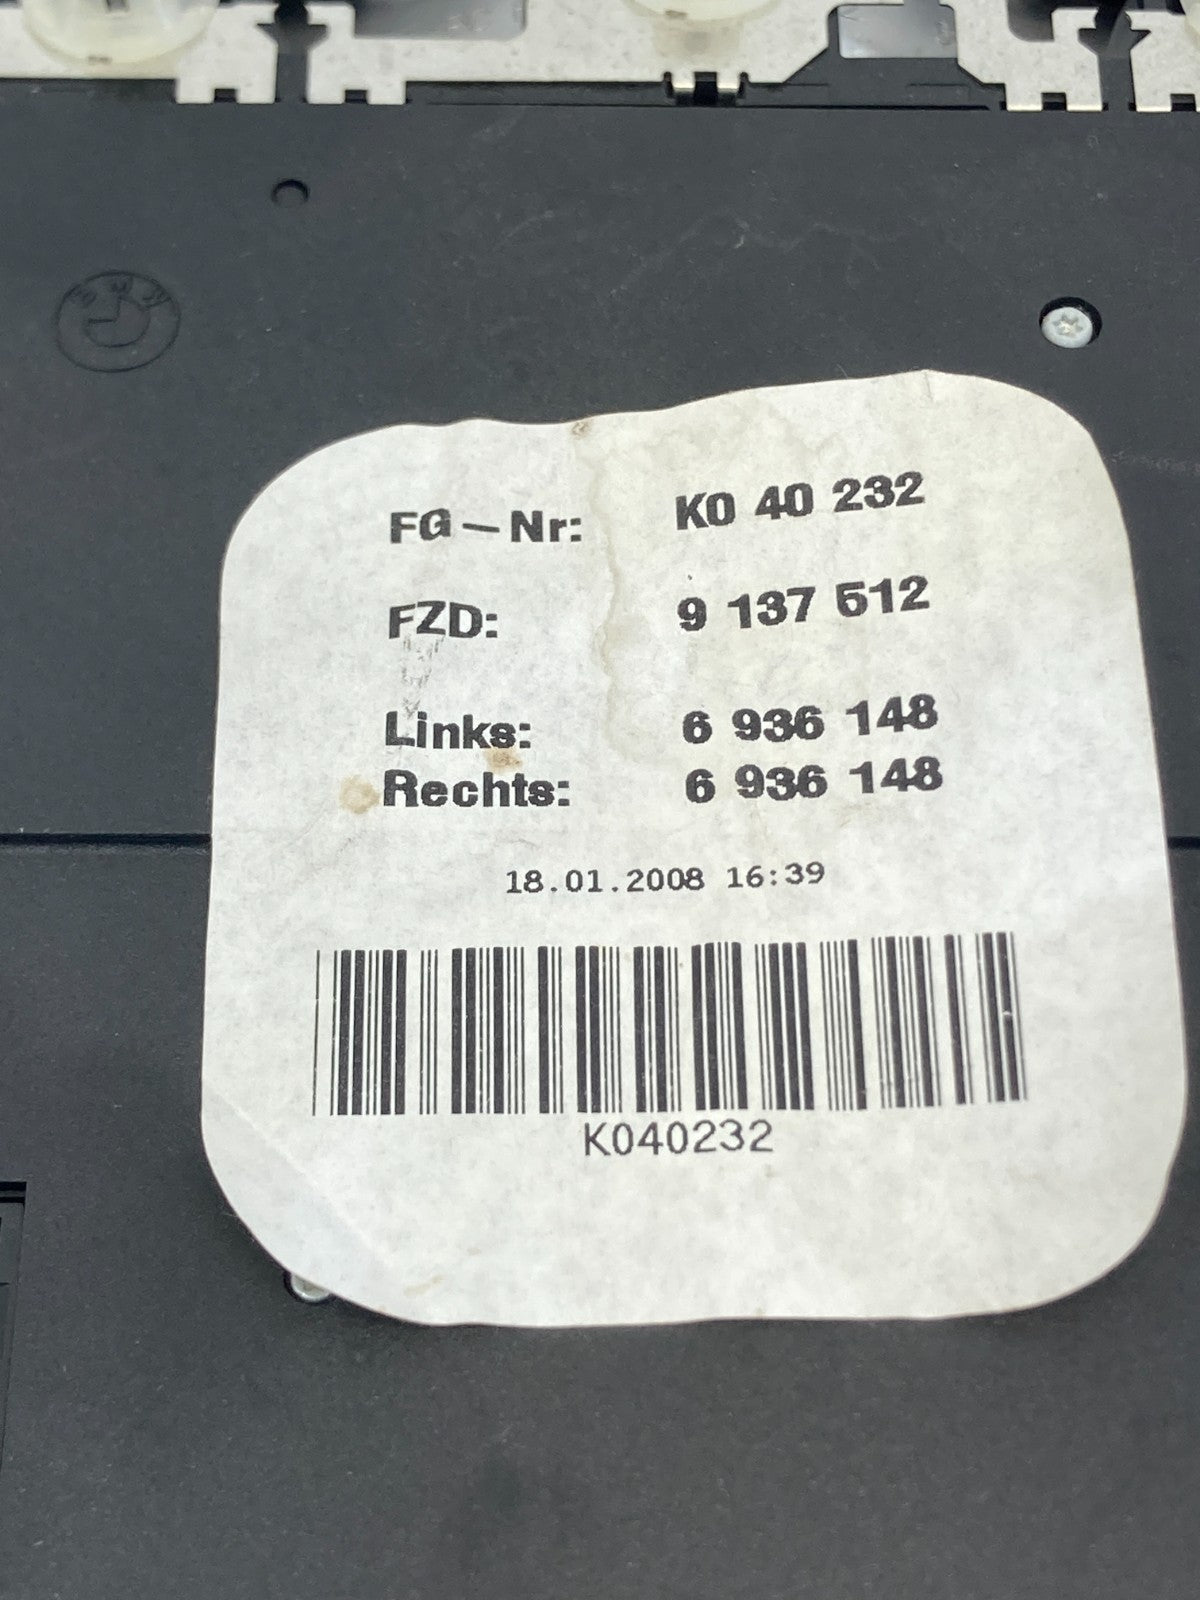 FG-Nr: K0 40 232
FZD: 9 137 512
Links: 6 936 148
Rechts: 6 936 148
18.01.2008 16:39
K040232